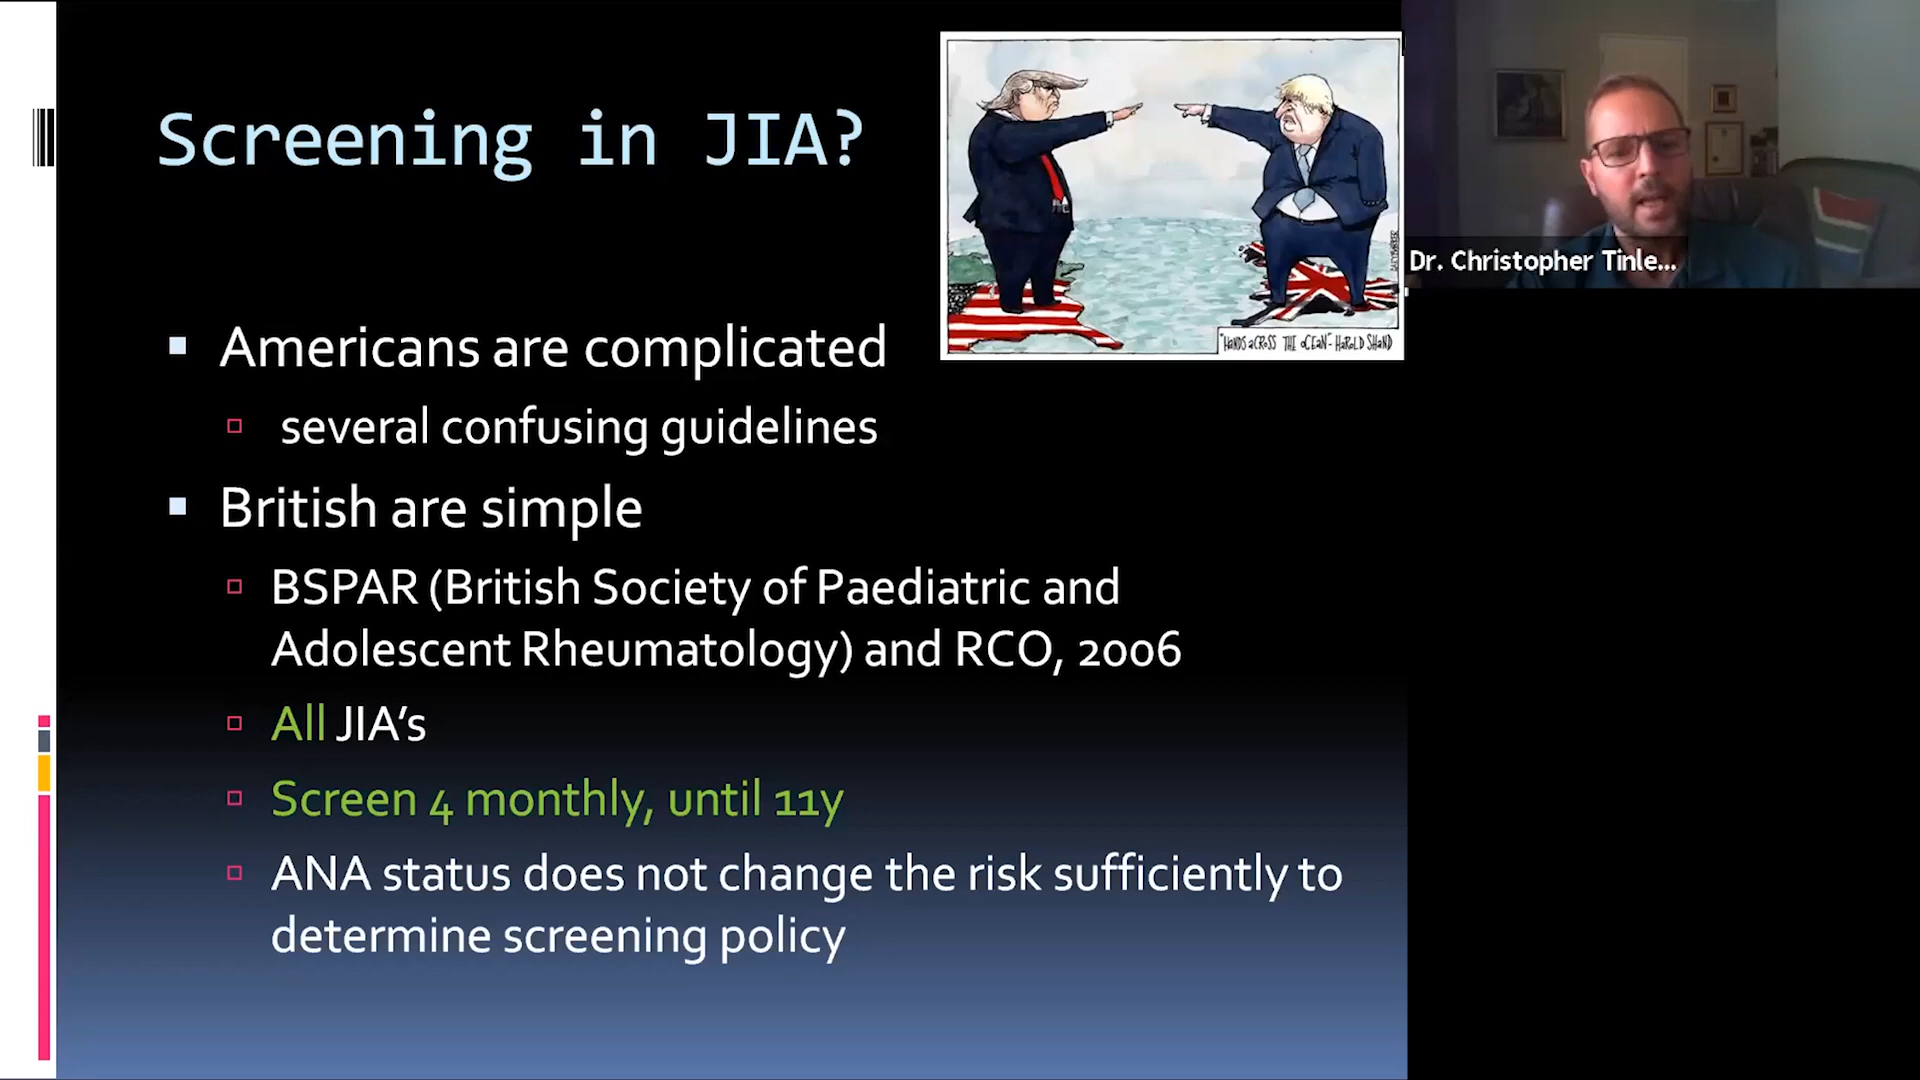 Screening in JIA?
Americans are complicated
several confusing guidelines
British are simple
BSPAR (British Society of Paediatric and
Adolescent Rheumatology) and RCO, 2006
All JIA's
Screen 4 monthly, until 11y
ANA status does not change the risk sufficiently to
determine screening policy
"HANDS ACROSS THE OCEAN" - HAROLD SHAND
Dr. Christopher Tinle...